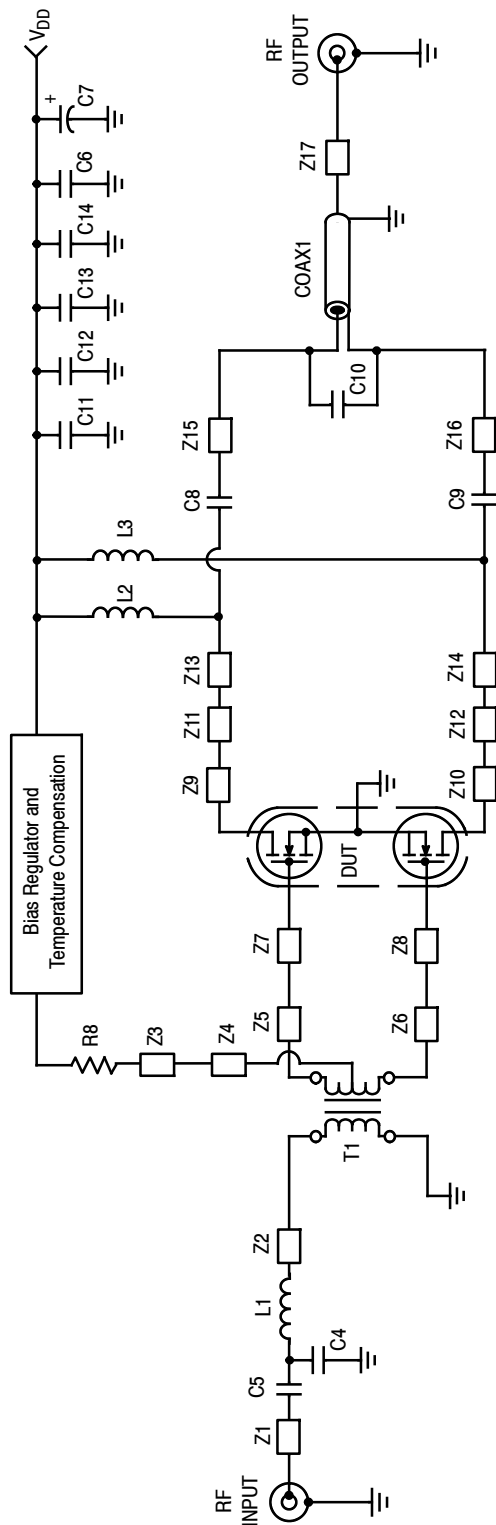 V_DD
+
C7
C6
C14
C13
C12
C11
Bias Regulator and
Temperature Compensation
L3
L2
R8
Z3
Z4
RF
INPUT
Z1
C5
C4
L1
Z2
T1
Z5
Z7
Z6
Z8
DUT
Z9
Z11
Z13
Z10
Z12
Z14
C8
Z15
C9
Z16
C10
COAX1
Z17
RF
OUTPUT